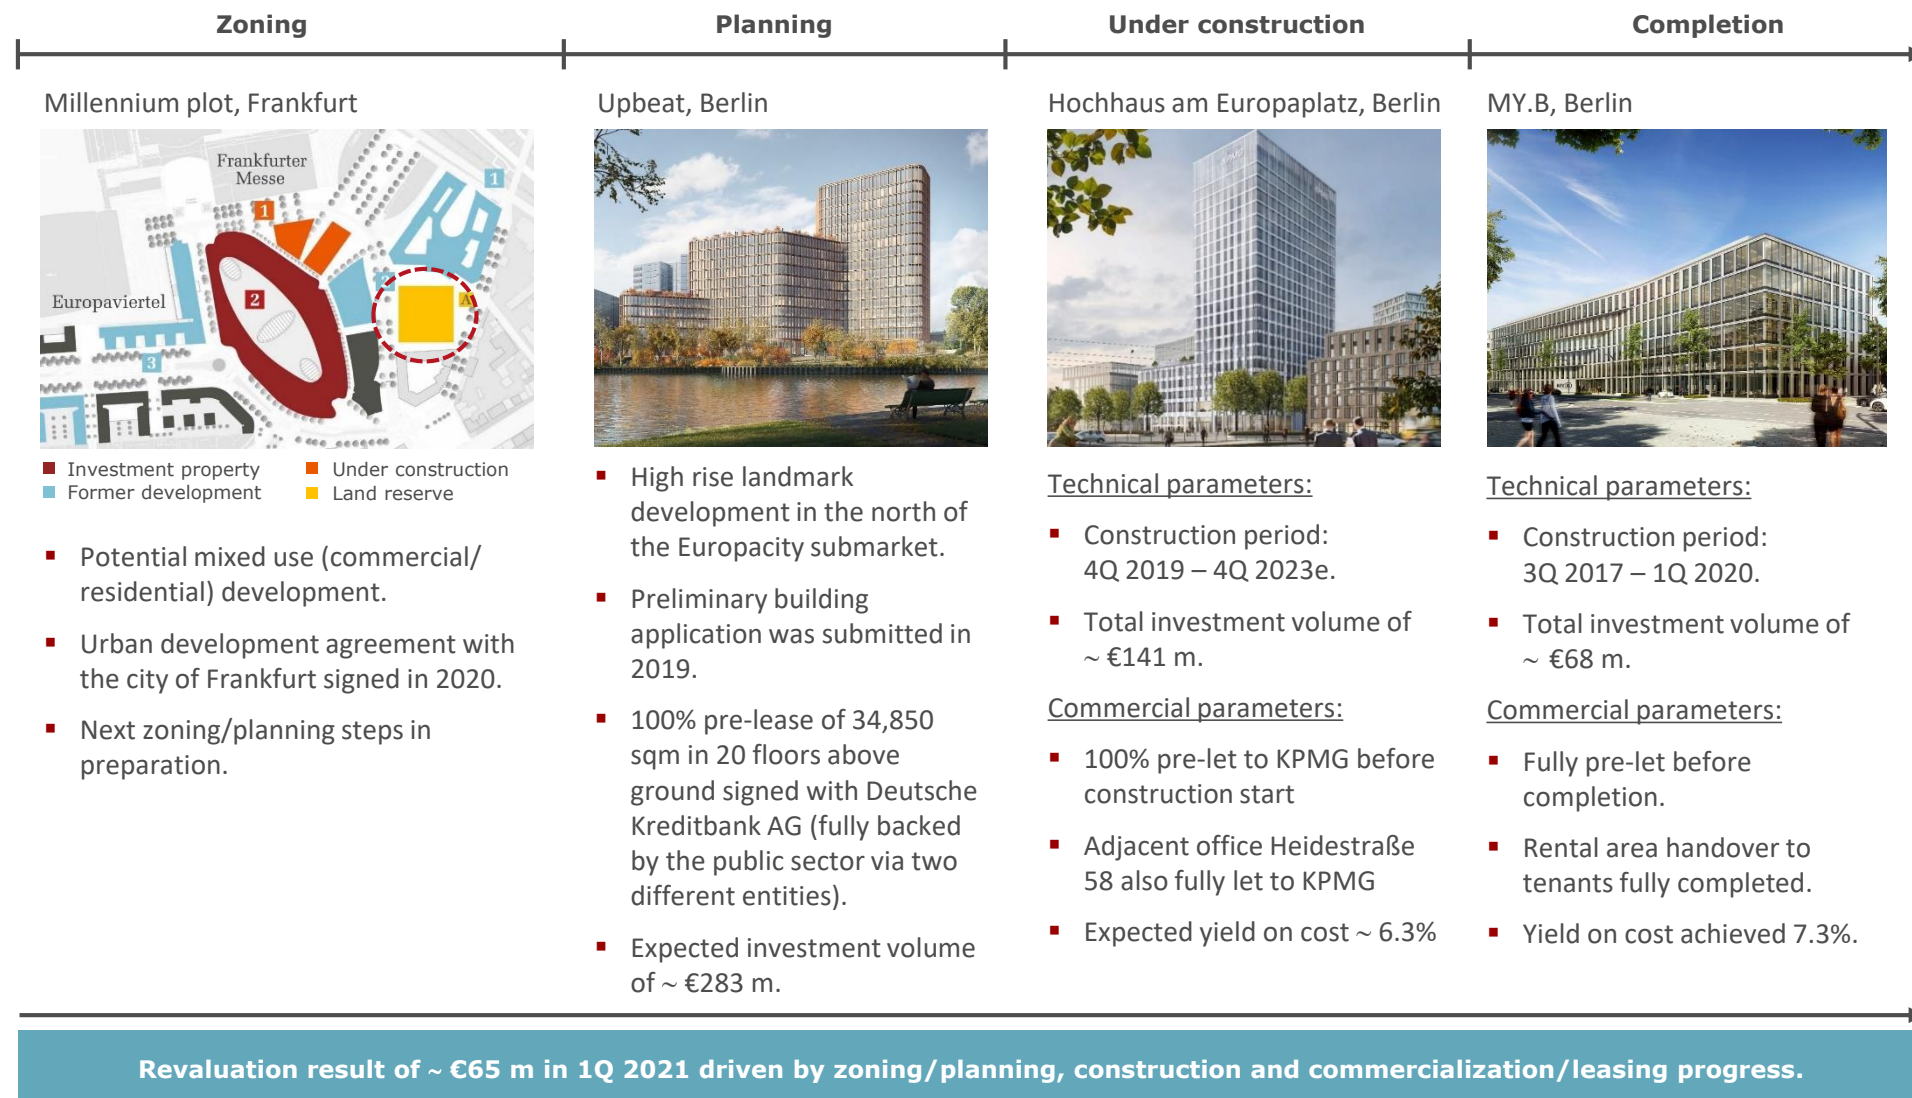 Zoning
Planning
Under construction
Completion
Millennium plot, Frankfurt
Frankfurter
Messe
1
1
2
Europaviertel
2
A
3
■ Investment property
■ Under construction
■ Former development
■ Land reserve
▪ Potential mixed use (commercial/
residential) development.
▪ Urban development agreement with
the city of Frankfurt signed in 2020.
▪ Next zoning/planning steps in
preparation.
Upbeat, Berlin
▪ High rise landmark
development in the north of
the Europacity submarket.
▪ Preliminary building
application was submitted in
2019.
▪ 100% pre-lease of 34,850
sqm in 20 floors above
ground signed with Deutsche
Kreditbank AG (fully backed
by the public sector via two
different entities).
▪ Expected investment volume
of ~ €283 m.
Hochhaus am Europaplatz, Berlin
KPMG
Technical parameters:
▪ Construction period:
4Q 2019 – 4Q 2023e.
▪ Total investment volume of
~ €141 m.
Commercial parameters:
▪ 100% pre-let to KPMG before
construction start
▪ Adjacent office Heidestraße
58 also fully let to KPMG
▪ Expected yield on cost ~ 6.3%
MY.B, Berlin
Technical parameters:
▪ Construction period:
3Q 2017 – 1Q 2020.
▪ Total investment volume of
~ €68 m.
Commercial parameters:
▪ Fully pre-let before
completion.
▪ Rental area handover to
tenants fully completed.
▪ Yield on cost achieved 7.3%.
Revaluation result of ~ €65 m in 1Q 2021 driven by zoning/planning, construction and commercialization/leasing progress.